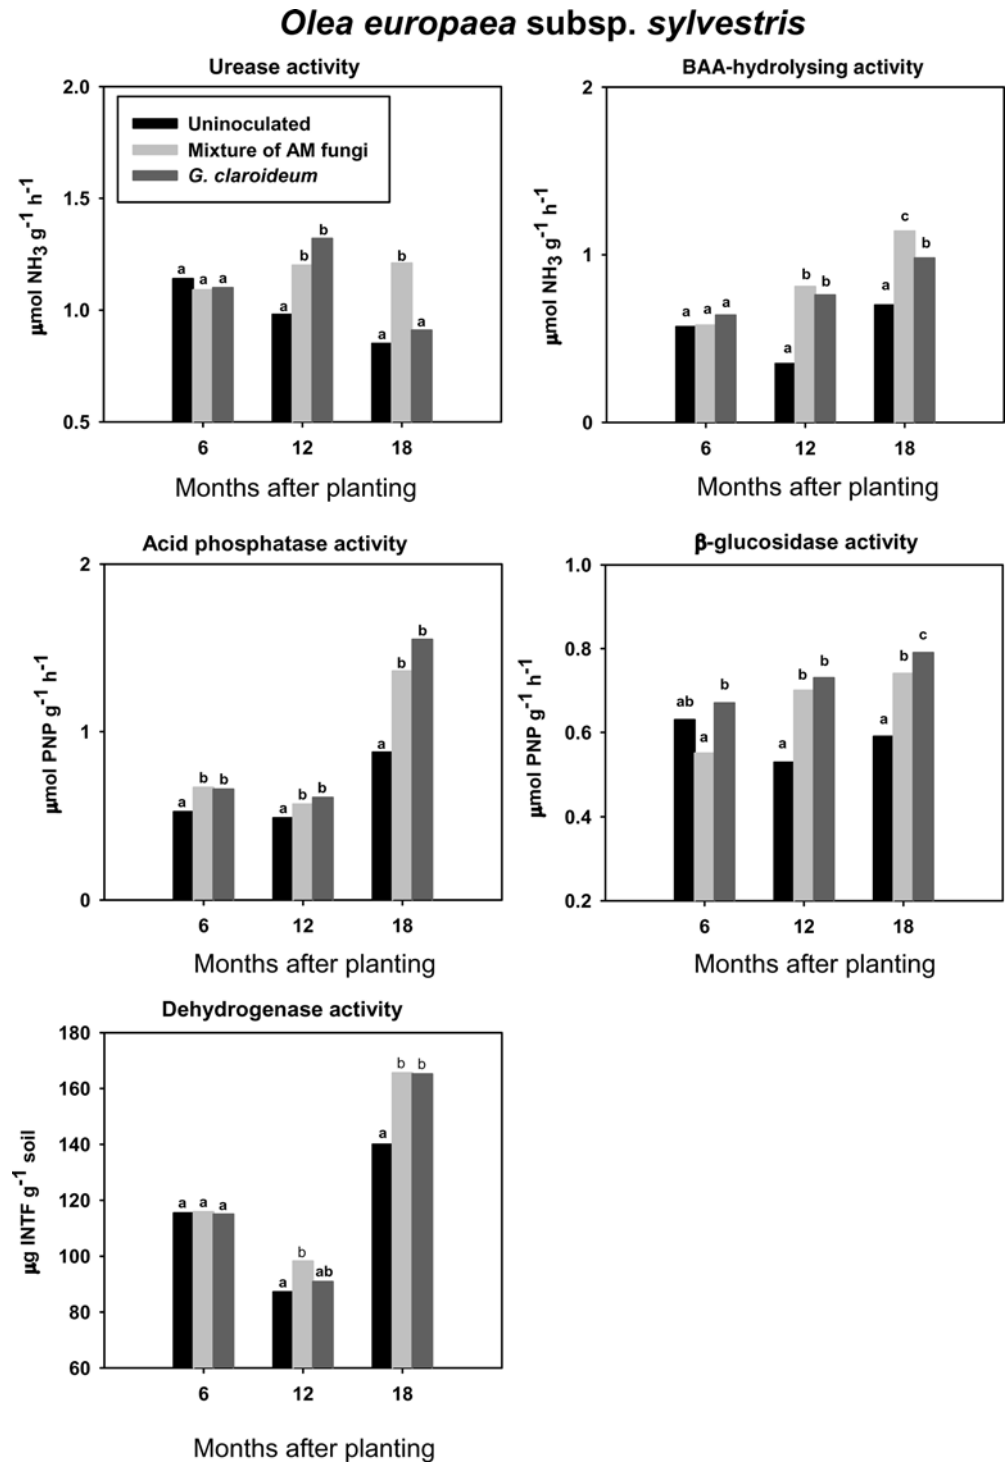 Olea europaea subsp. sylvestris
Urease activity
2.0
1.5
1.0
0.5
μmol NH3 g-1 h-1
Uninoculated
Mixture of AM fungi
G. claroideum
a a a
a b b
a b a
6 12 18
Months after planting
BAA-hydrolysing activity
2
1
0
μmol NH3 g-1 h-1
a a a
a b b
a c b
6 12 18
Months after planting
Acid phosphatase activity
2
1
0
μmol PNP g-1 h-1
a b b
a b b
a b b
6 12 18
Months after planting
β-glucosidase activity
1.0
0.8
0.6
0.4
0.2
μmol PNP g-1 h-1
ab a b
a b b
a b c
6 12 18
Months after planting
Dehydrogenase activity
180
160
140
120
100
80
60
μg INTF g-1 soil
a a a
a b ab
a b b
6 12 18
Months after planting